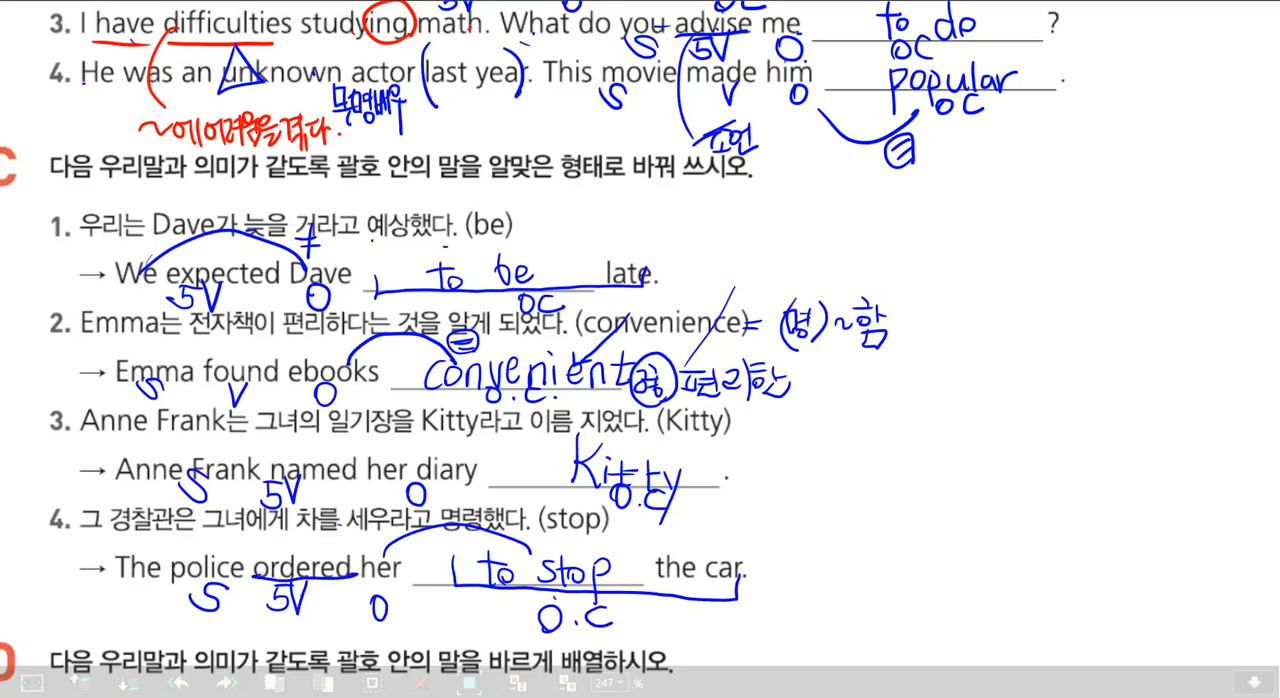 3. I have difficulties studying math. What do you advise me to do ?
S 5V O OC
4. He was an unknown actor (last year). This movie made him popular .
S V O OC
무명배우
~에 어려움을 겪다.
조언
C 다음 우리말과 의미가 같도록 괄호 안의 말을 알맞은 형태로 바꿔 쓰시오.
1. 우리는 Dave가 늦을 거라고 예상했다. (be)
→ We expected Dave to be late.
5V O OC
2. Emma는 전자책이 편리하다는 것을 알게 되었다. (convenience) = (명) ~함
→ Emma found ebooks convenient 형 편리한
S V O O.C.
3. Anne Frank는 그녀의 일기장을 Kitty라고 이름 지었다. (Kitty)
→ Anne Frank named her diary Kitty .
S 5V O O.C
4. 그 경찰관은 그녀에게 차를 세우라고 명령했다. (stop)
→ The police ordered her to stop the car.
S 5V O O.C
D 다음 우리말과 의미가 같도록 괄호 안의 말을 바르게 배열하시오.
247 %